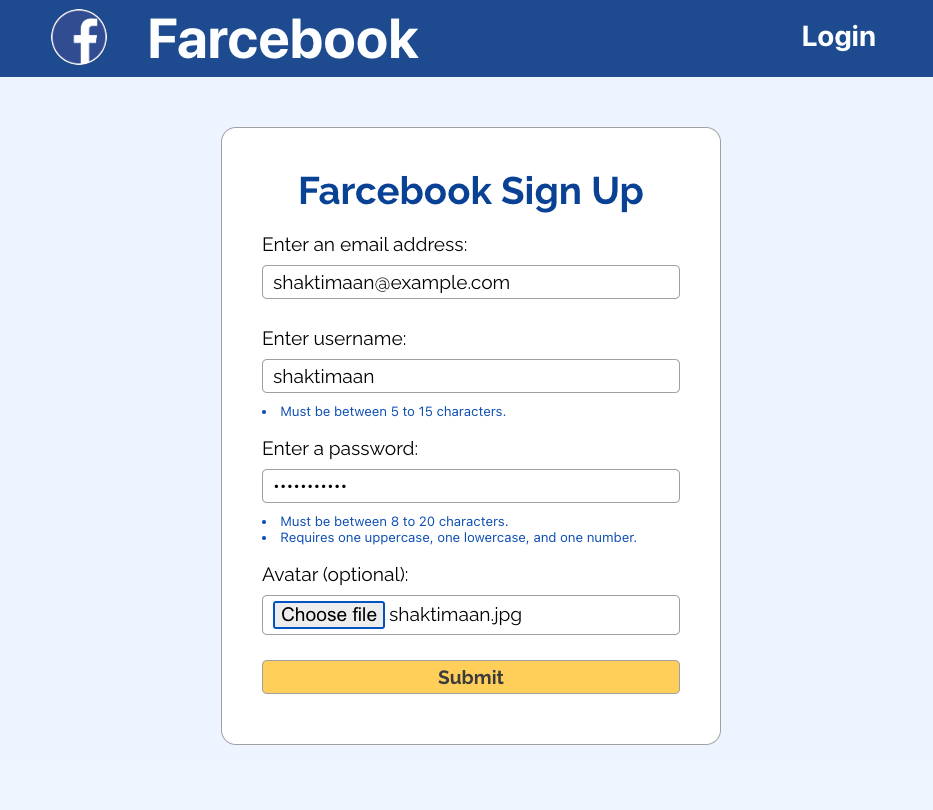 f Farcebook Login
Farcebook Sign Up
Enter an email address:
shaktimaan@example.com
Enter username:
shaktimaan
• Must be between 5 to 15 characters.
Enter a password:
•••••••••••
• Must be between 8 to 20 characters.
• Requires one uppercase, one lowercase, and one number.
Avatar (optional):
Choose file shaktimaan.jpg
Submit